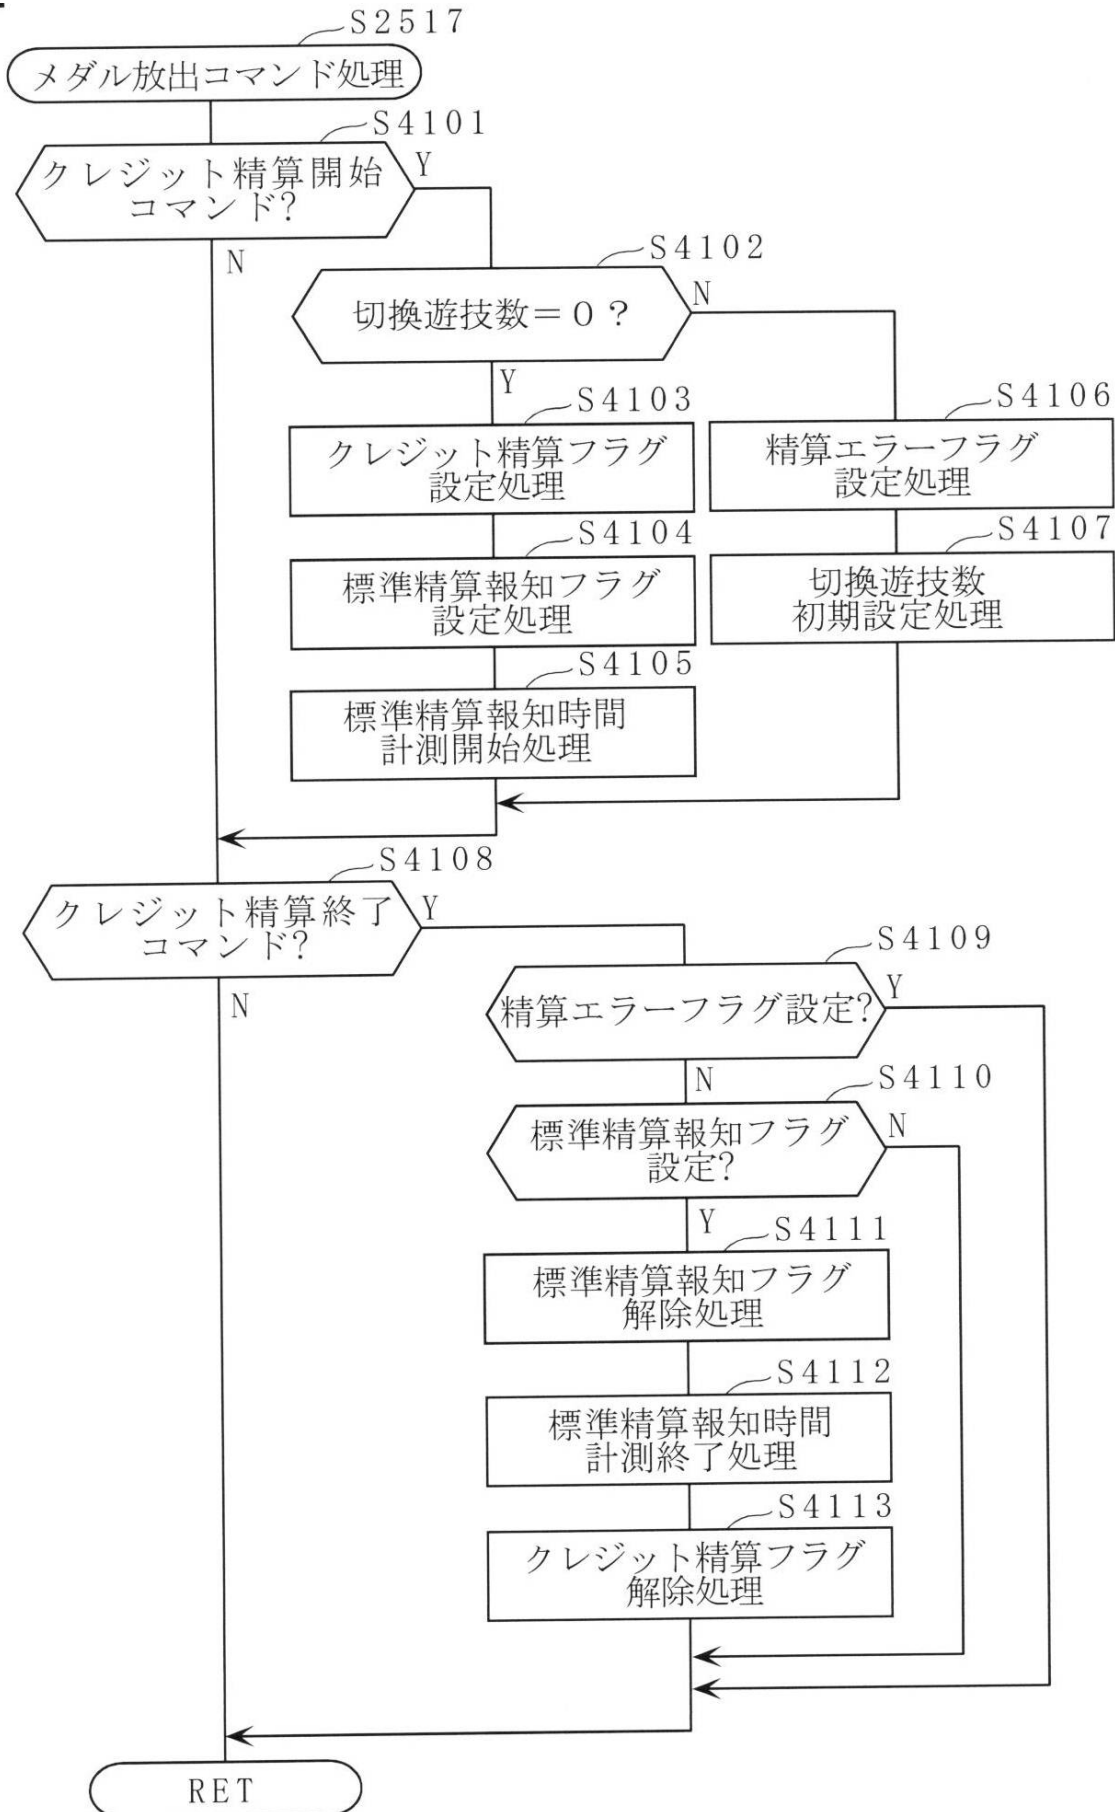 S2517
メダル放出コマンド処理
S4101
クレジット精算開始
コマンド?
Y
N
S4102
切換遊技数=0?
N
Y
S4103
クレジット精算フラグ
設定処理
S4106
精算エラーフラグ
設定処理
S4104
標準精算報知フラグ
設定処理
S4107
切換遊技数
初期設定処理
S4105
標準精算報知時間
計測開始処理
S4108
クレジット精算終了
コマンド?
Y
N
S4109
精算エラーフラグ設定?
Y
N
S4110
標準精算報知フラグ
設定?
N
Y
S4111
標準精算報知フラグ
解除処理
S4112
標準精算報知時間
計測終了処理
S4113
クレジット精算フラグ
解除処理
RET